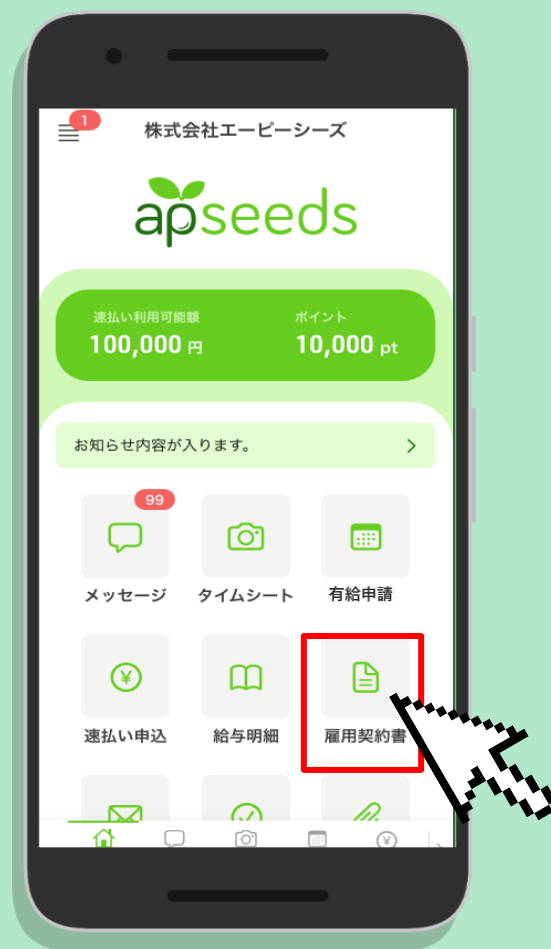 1
株式会社エーピーシーズ
apseeds
速払い利用可能額
ポイント
100,000 円
10,000 pt
お知らせ内容が入ります。
99
メッセージ
タイムシート
有給申請
速払い申込
給与明細
雇用契約書